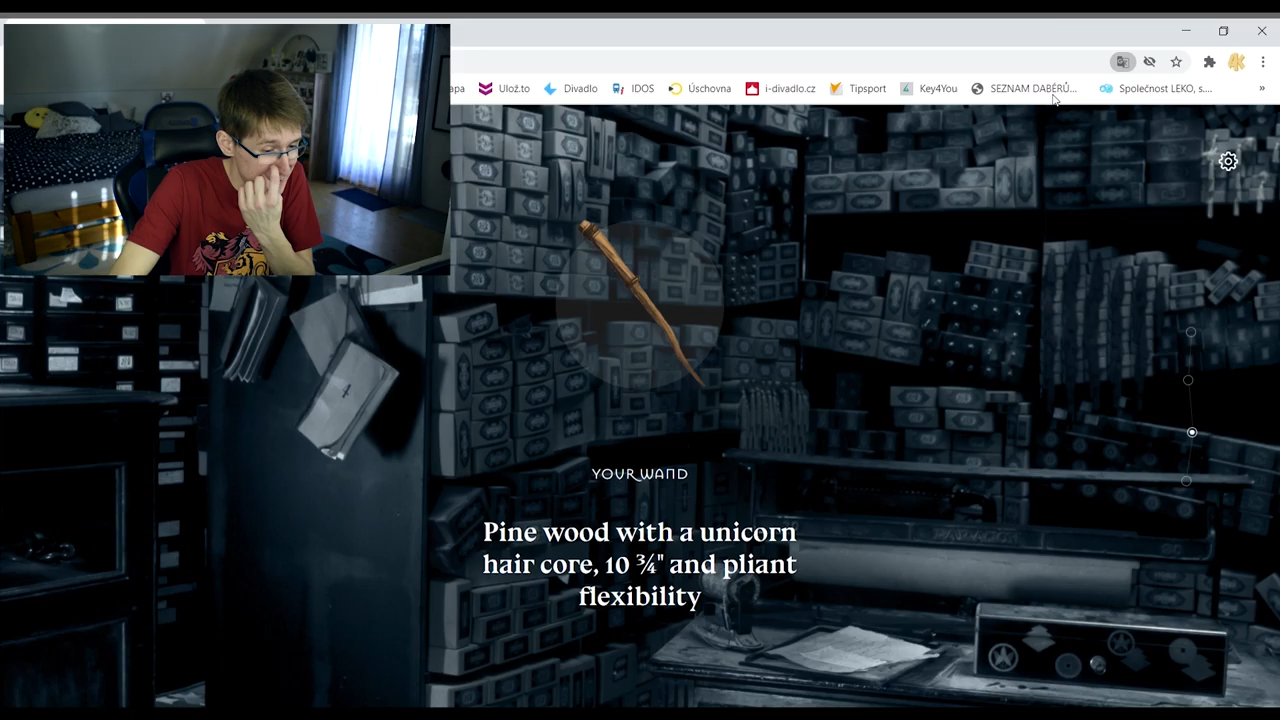 apa Ulož.to Divadlo IDOS Úschovna i-divadlo.cz Tipsport Key4You SEZNAM DABÉRŮ... Společnost LEKO, s.... »
YOUR WAND
Pine wood with a unicorn
hair core, 10 ¾" and pliant
flexibility